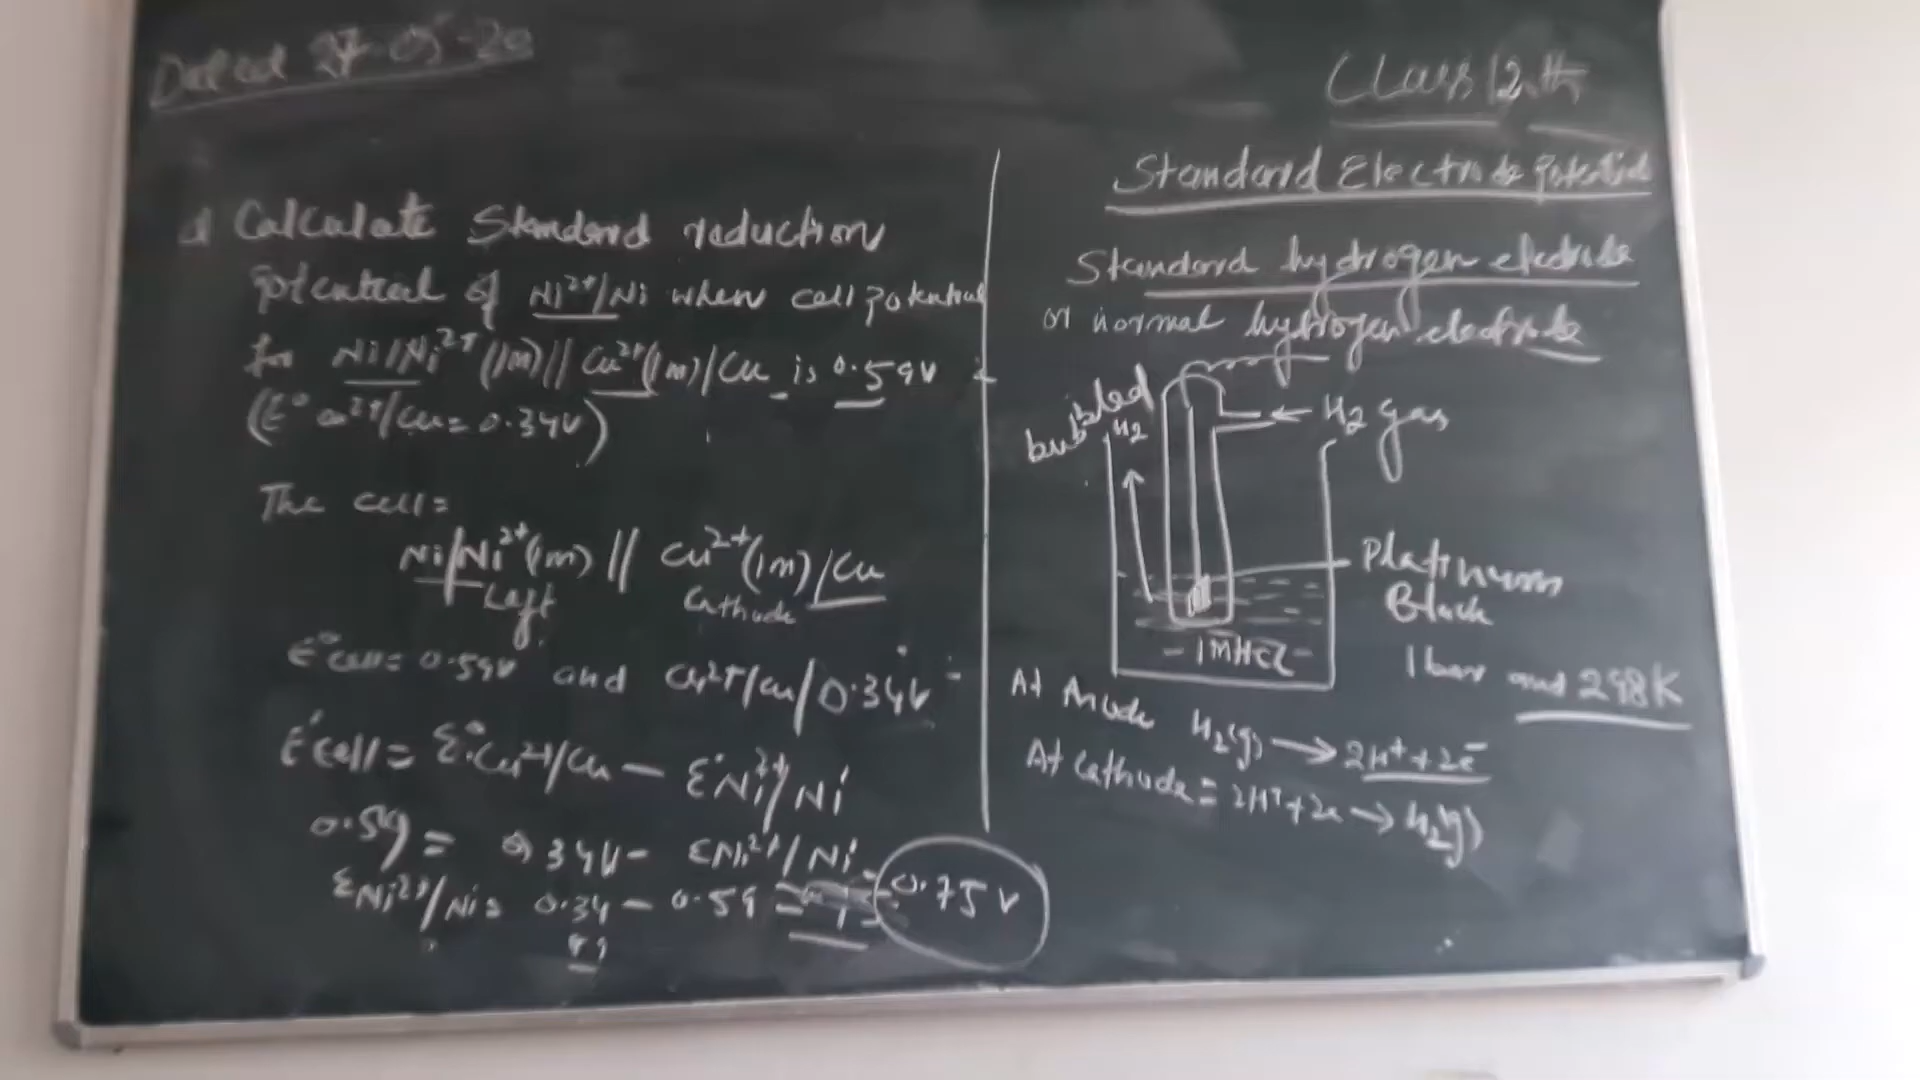 Dated 27-05-20
Class 12th
Calculate Standard reduction
potential of Ni²⁺/Ni when cell potential
for Ni/Ni²⁺(1m)//Cu²⁺(1m)/Cu is 0.59V
(E° Cu²⁺/Cu = 0.34V)
The cell=
Ni/Ni²⁺(1m) // Cu²⁺(1m)/Cu
Left Cathode
E°cell = 0.59V and Cu²⁺/Cu/0.34V
E°cell = E°Cu²⁺/Cu - E°Ni²⁺/Ni
0.59 = 0.34V - ENi²⁺/Ni
ENi²⁺/Ni = 0.34 - 0.59 = 0.75V
Standard Electrode potential
Standard hydrogen electrode
or normal hydrogen electrode
bubbled
H₂
← H₂ gas
Platinum
Black
-1MHCl-
1 bar and 298K
At Anode H₂(g) → 2H⁺+2e⁻
At Cathode = 2H⁺+2e → H₂(g)